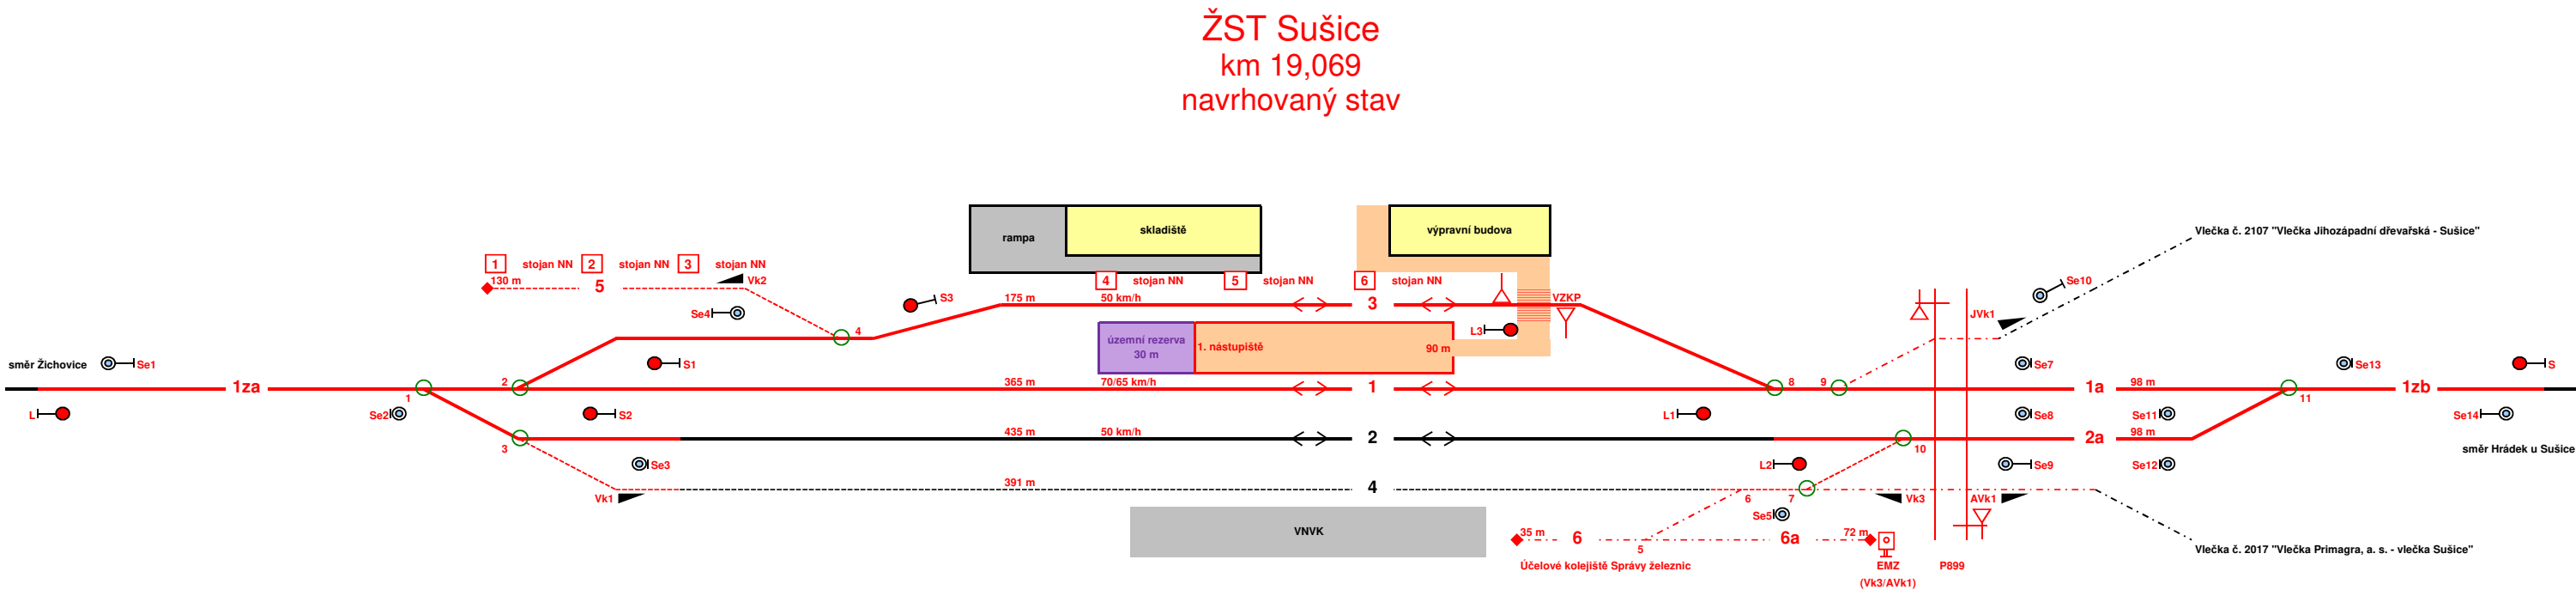 ŽST Sušice
km 19,069
navrhovaný stav
rampa
skladiště
výpravní budova
Vlečka č. 2107 "Vlečka Jihozápadní dřevařská - Sušice"
1 stojan NN 2 stojan NN 3 stojan NN
130 m 5 Vk2
4 stojan NN 5 stojan NN 6 stojan NN
Se10
S3 175 m 50 km/h 3 VZKP
Se4 4 JVk1
L3
územní rezerva
30 m
1. nástupiště 90 m
směr Žichovice Se1 S1 Se7 Se13 S
1za 2 365 m 70/65 km/h 1 8 9 1a 98 m 1zb
1 11
L Se2 S2 L1 Se8 Se11 Se14
435 m 50 km/h 2 2a 98 m
3 10 směr Hrádek u Sušice
Se3 L2 Se9 Se12
391 m 4
Vk1 6 7 Vk3 AVk1
Se5
VNVK
35 m 6 6a 72 m
5
Vlečka č. 2017 "Vlečka Primagra, a. s. - vlečka Sušice"
Účelové kolejiště Správy železnic EMZ P899
(Vk3/AVk1)